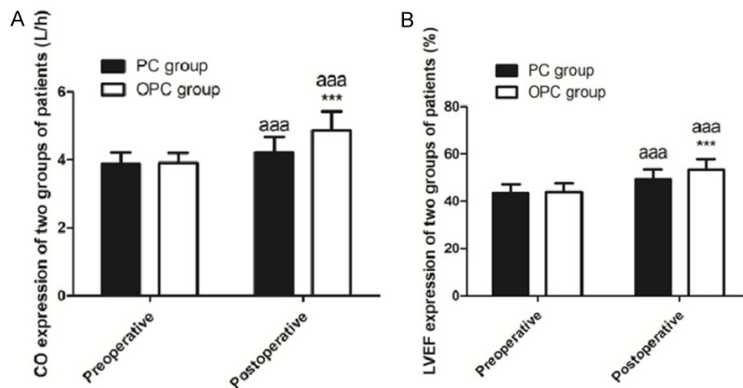 A
CO expression of two groups of patients (L/h)
PC group
OPC group
6
4
2
0
aaa
aaa
***
Preoperative
Postoperative
B
LVEF expression of two groups of patients (%)
PC group
OPC group
80
60
40
20
0
aaa
aaa
***
Preoperative
Postoperative